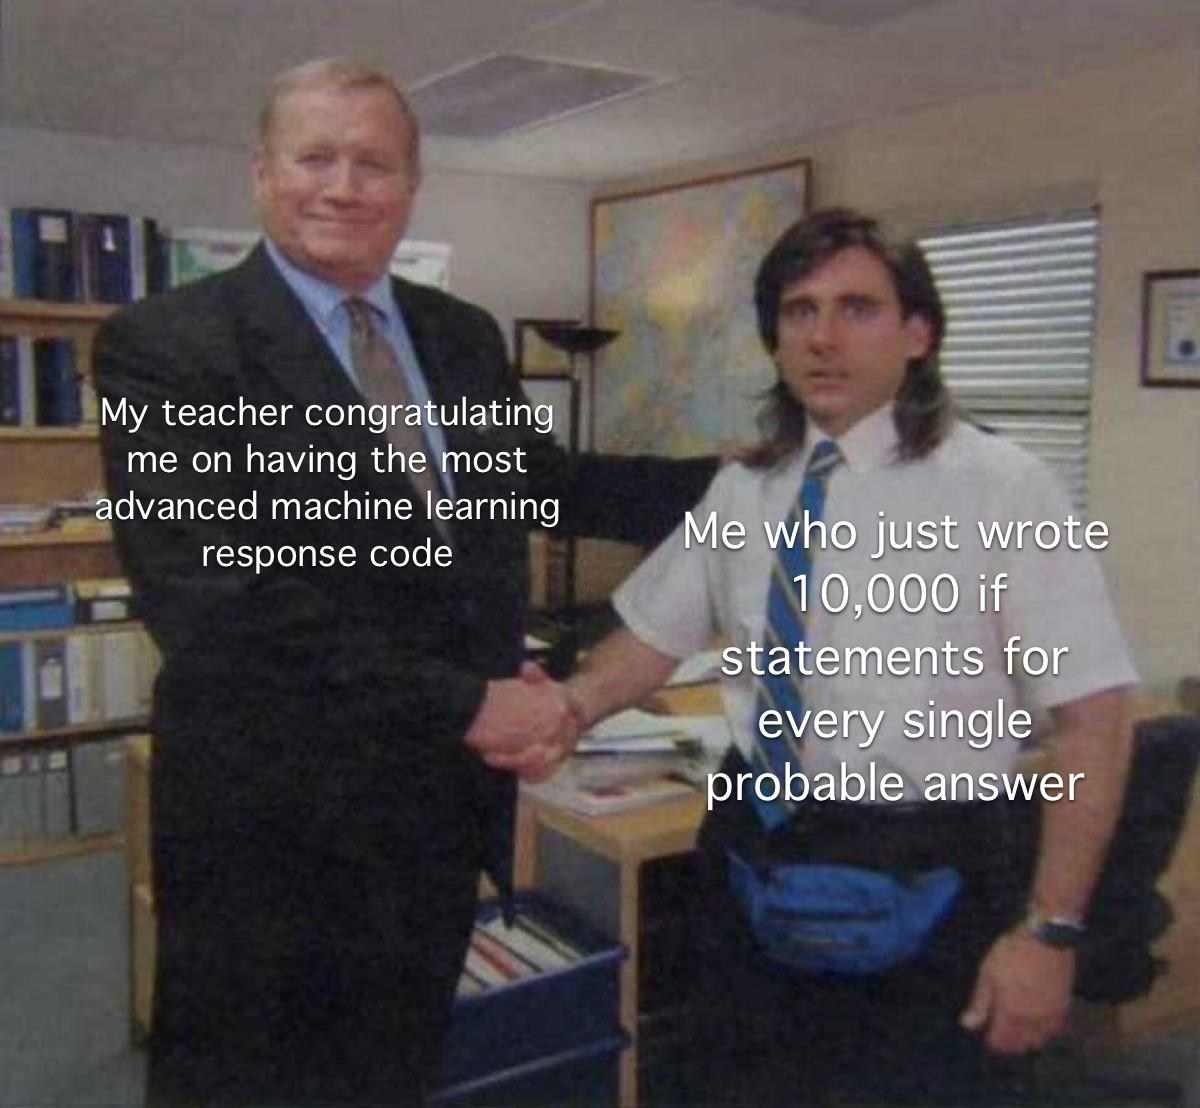 My teacher congratulating
me on having the most
advanced machine learning
response code
Me who just wrote
10,000 if
statements for
every single
probable answer